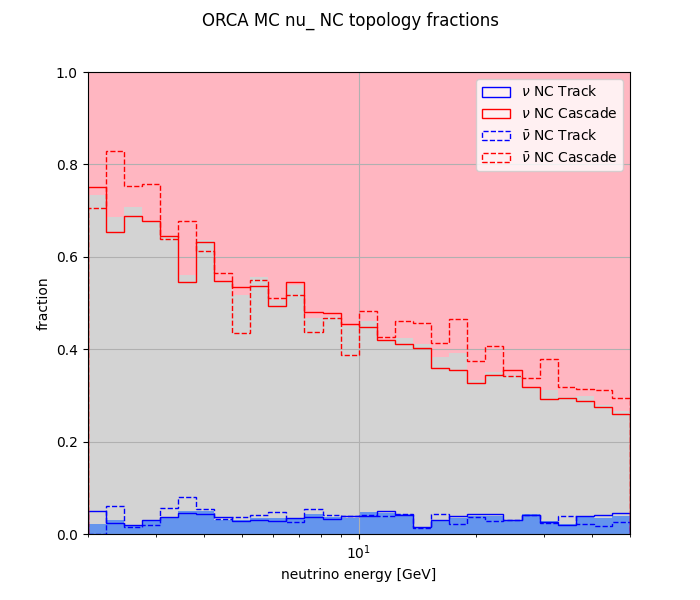 ORCA MC nu_ NC topology fractions
1.0
0.8
0.6
0.4
0.2
0.0
fraction
ν NC Track
ν NC Cascade
ν̄ NC Track
ν̄ NC Cascade
10¹
neutrino energy [GeV]